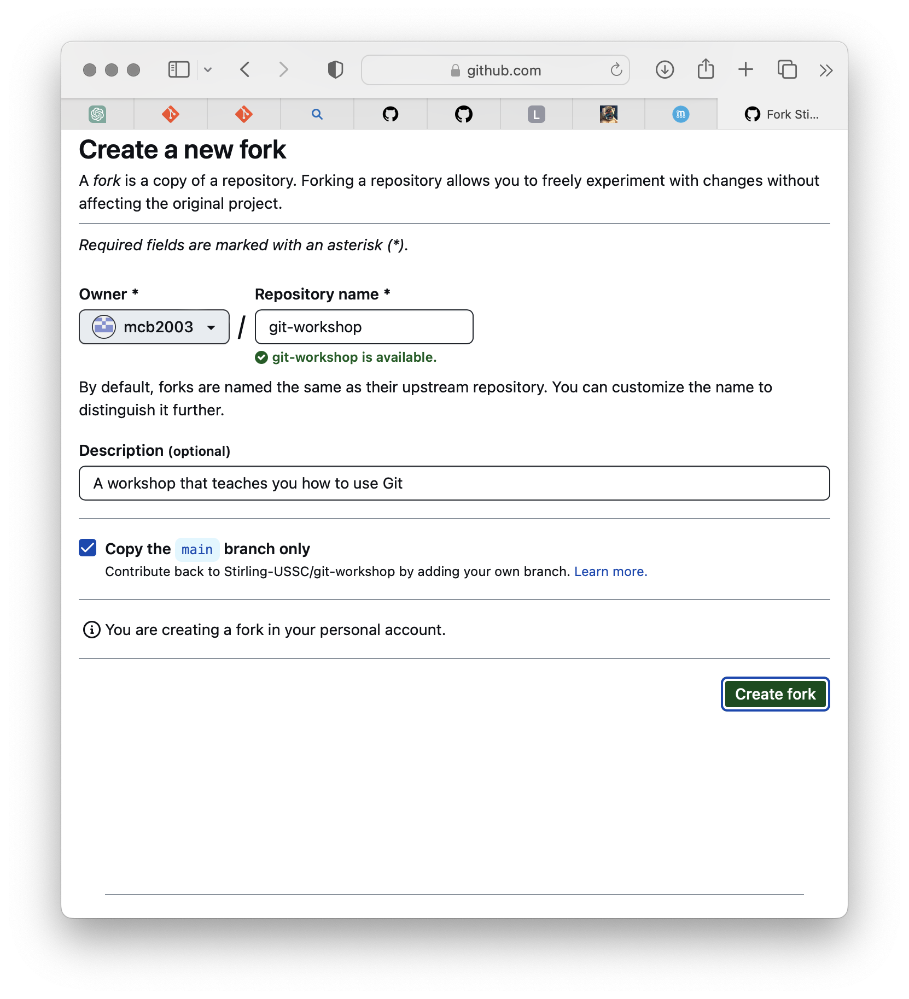 github.com
L
m
Fork Sti...
Create a new fork
A fork is a copy of a repository. Forking a repository allows you to freely experiment with changes without
affecting the original project.
Required fields are marked with an asterisk (*).
Owner * Repository name *
mcb2003 / git-workshop
git-workshop is available.
By default, forks are named the same as their upstream repository. You can customize the name to
distinguish it further.
Description (optional)
A workshop that teaches you how to use Git
Copy the main branch only
Contribute back to Stirling-USSC/git-workshop by adding your own branch. Learn more.
You are creating a fork in your personal account.
Create fork